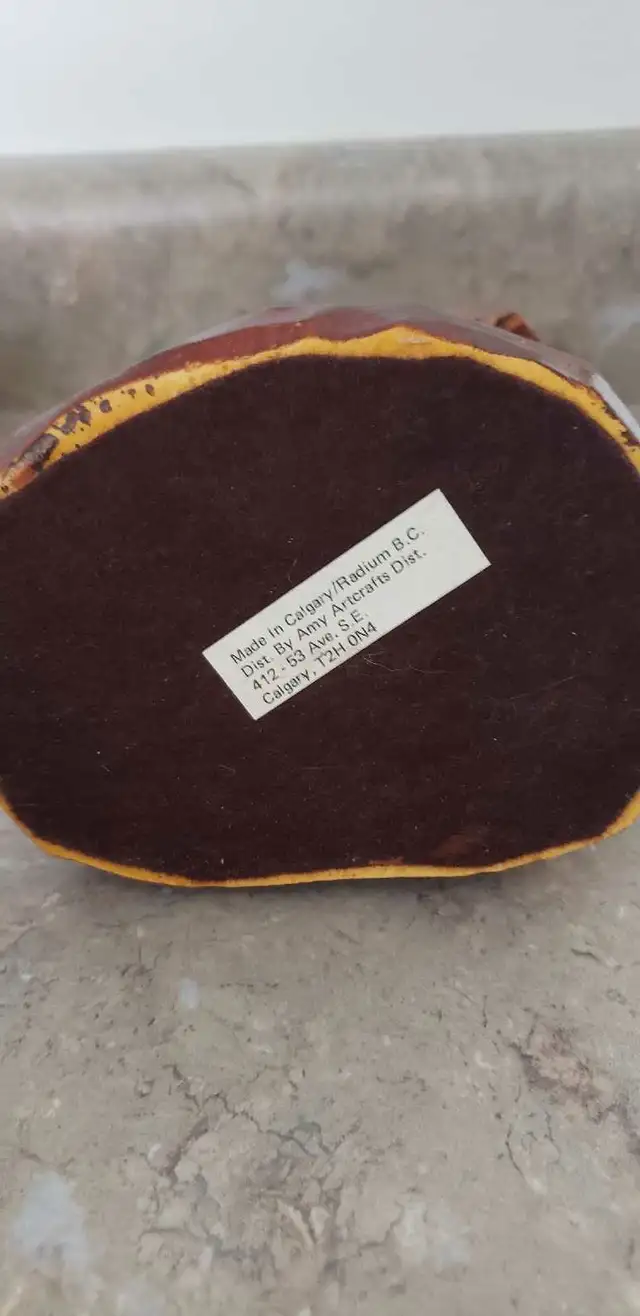 Made In Calgary/Radium B.C.
Dist. By Amy Artcrafts Dist.
412 - 53 Ave. S.E.
Calgary, T2H 0N4